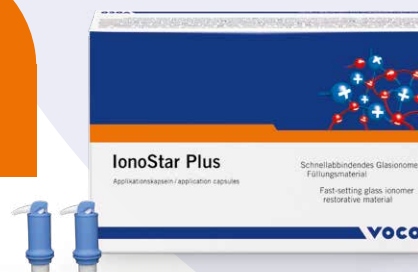 IonoStar Plus
Applikationskapseln / application capsules
Schnellabbindendes Glasionome
Füllungsmaterial
Fast-setting glass ionomer
restorative material
VOCO